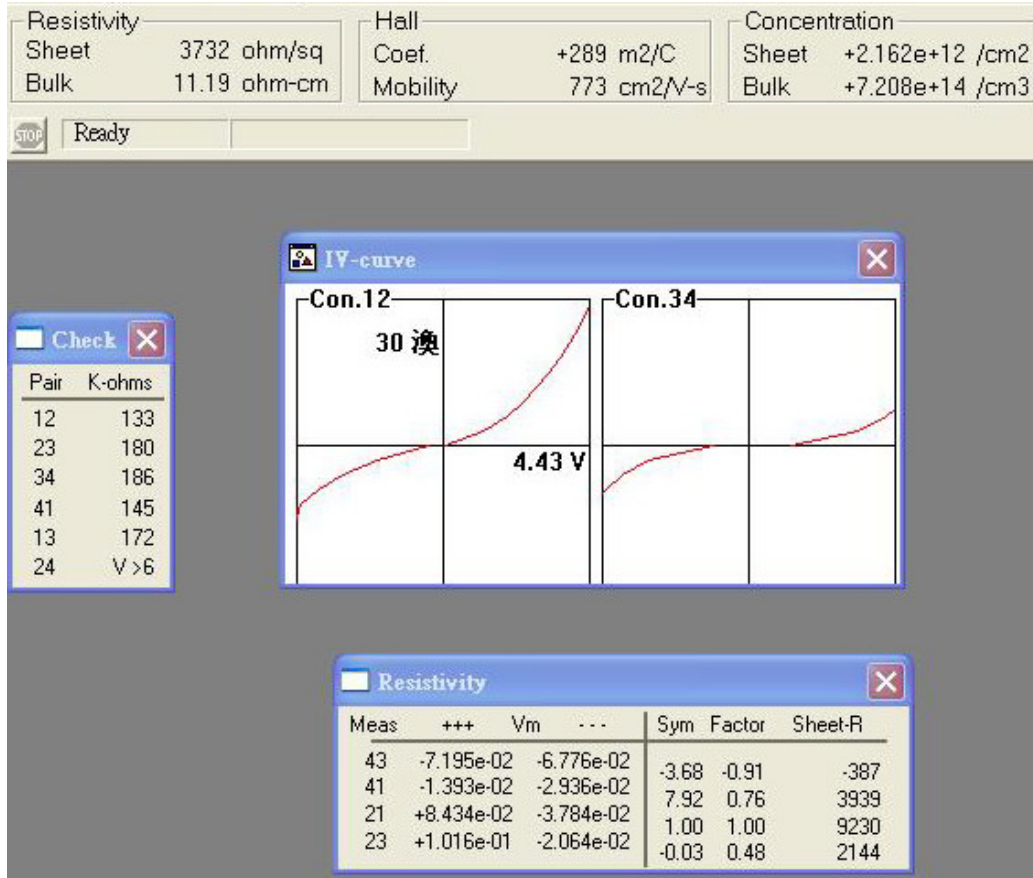 Resistivity Hall Concentration
Sheet 3732 ohm/sq Coef. +289 m2/C Sheet +2.162e+12 /cm2
Bulk 11.19 ohm-cm Mobility 773 cm2/V-s Bulk +7.208e+14 /cm3
STOP Ready
IV-curve
Con.12 Con.34
30 澳
4.43 V
Check
Pair K-ohms
12 133
23 180
34 186
41 145
13 172
24 V >6
Resistivity
Meas +++ Vm - - - Sym Factor Sheet-R
43 -7.195e-02 -6.776e-02 -3.68 -0.91 -387
41 -1.393e-02 -2.936e-02 7.92 0.76 3939
21 +8.434e-02 -3.784e-02 1.00 1.00 9230
23 +1.016e-01 -2.064e-02 -0.03 0.48 2144